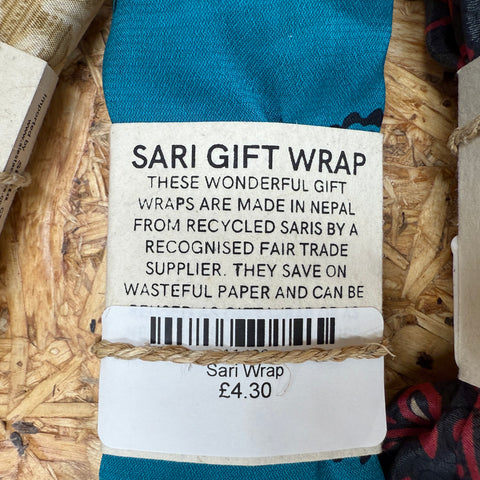 SARI GIFT WRAP
THESE WONDERFUL GIFT
WRAPS ARE MADE IN NEPAL
FROM RECYCLED SARIS BY A
RECOGNISED FAIR TRADE
SUPPLIER. THEY SAVE ON
WASTEFUL PAPER AND CAN BE
Sari Wrap
£4.30